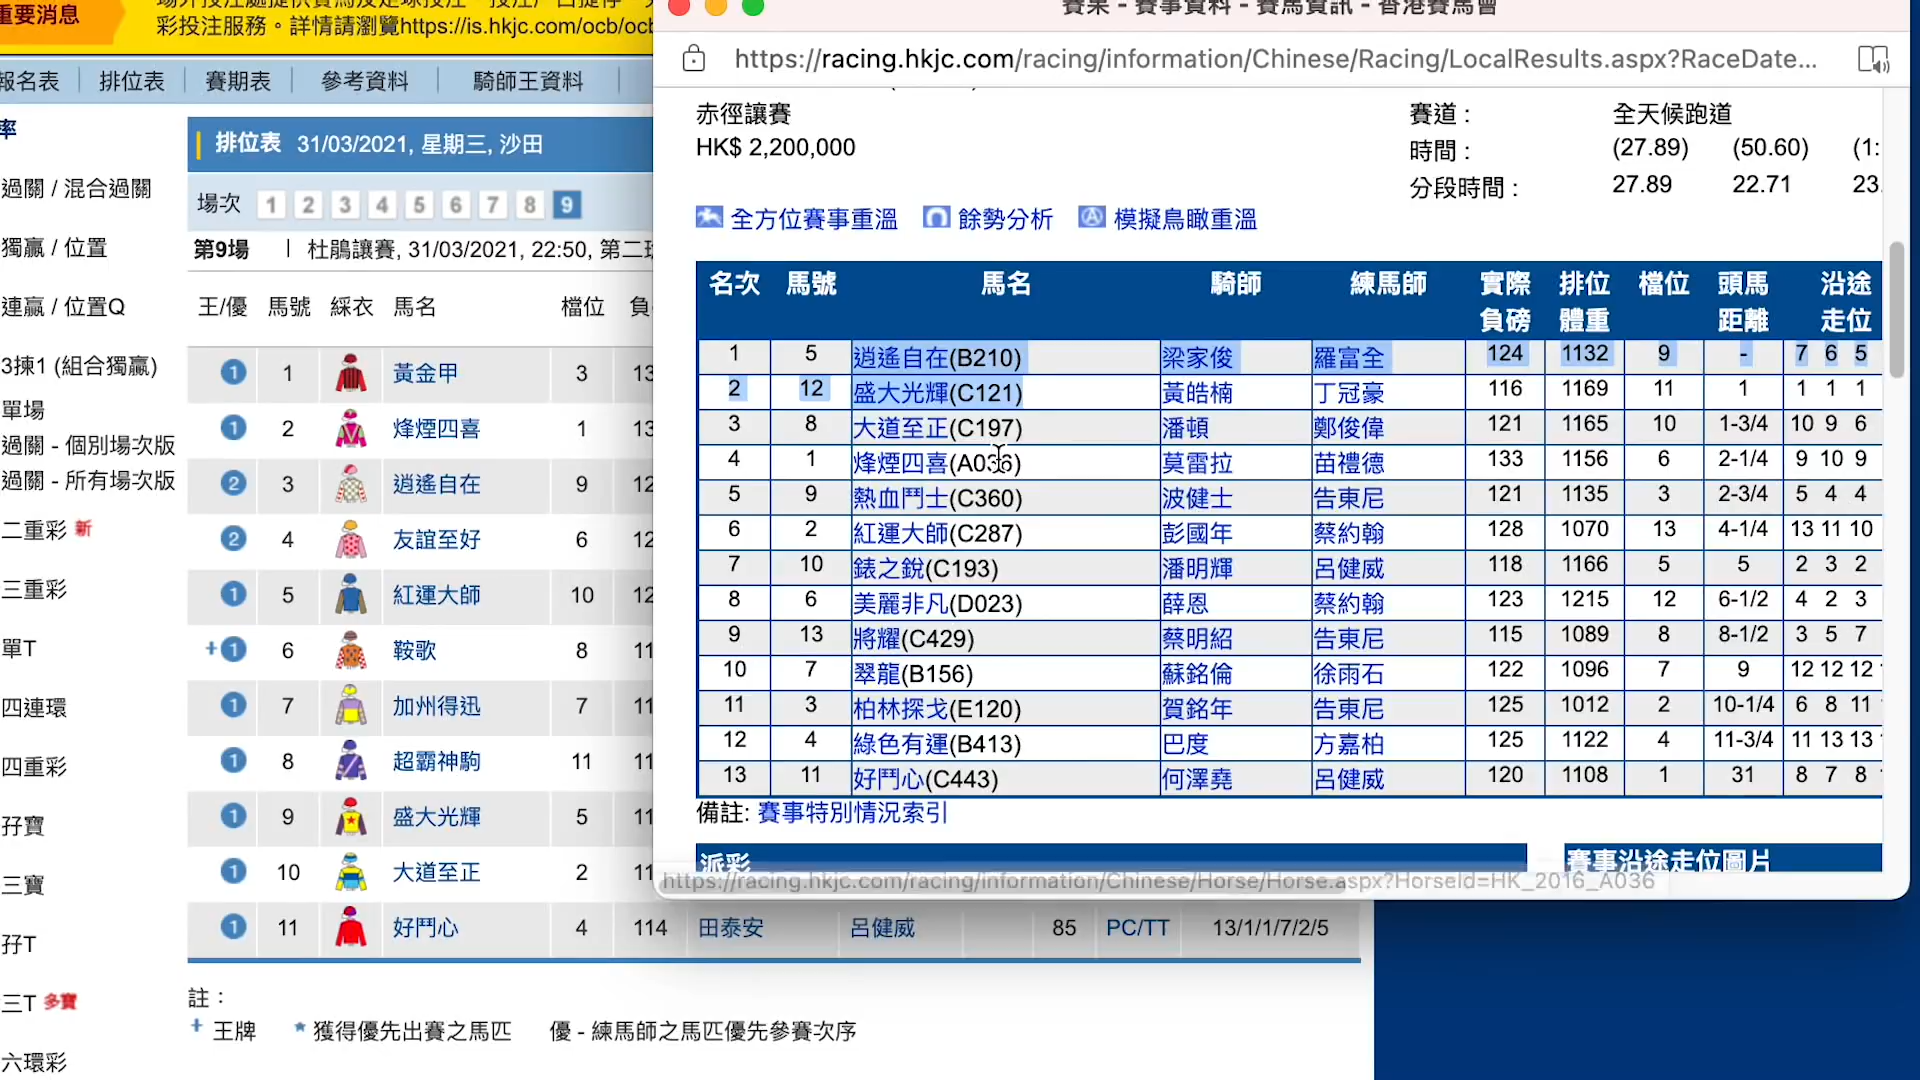 重要消息
彩投注服務。詳情請瀏覽https://is.hkjc.com/ocb/ocb
報名表 排位表 賽期表 參考資料 騎師王資料
率
過關 / 混合過關
獨贏 / 位置
連贏 / 位置Q
3揀1 (組合獨贏)
單場
過關 - 個別場次版
過關 - 所有場次版
二重彩 新
三重彩
單T
四連環
四重彩
孖寶
三寶
孖T
三T 多寶
六環彩
排位表 31/03/2021, 星期三, 沙田
場次 1 2 3 4 5 6 7 8 9
第9場 | 杜鵑讓賽, 31/03/2021, 22:50, 第二
王/優 馬號 綵衣 馬名 檔位 負
1 1 黃金甲 3 13
1 2 烽煙四喜 1 13
2 3 逍遙自在 9 12
2 4 友誼至好 6 12
1 5 紅運大師 10 12
+ 1 6 鞍歌 8 11
1 7 加州得迅 7 11
1 8 超霸神駒 11 11
1 9 盛大光輝 5 11
1 10 大道至正 2 11
1 11 好鬥心 4 114 田泰安 呂健威 85 PC/TT 13/1/1/7/2/5
註：
+ 王牌 * 獲得優先出賽之馬匹 優 - 練馬師之馬匹優先參賽次序
賽果 - 賽事資料 - 賽馬資訊 - 香港賽馬會
https://racing.hkjc.com/racing/information/Chinese/Racing/LocalResults.aspx?RaceDate...
赤徑讓賽 賽道 : 全天候跑道
HK$ 2,200,000 時間 : (27.89) (50.60) (1:
分段時間 : 27.89 22.71 23.
全方位賽事重溫 餘勢分析 模擬鳥瞰重溫
名次 馬號 馬名 騎師 練馬師 實際負磅 排位體重 檔位 頭馬距離 沿途走位
1 5 逍遙自在(B210) 梁家俊 羅富全 124 1132 9 - 7 6 5
2 12 盛大光輝(C121) 黃皓楠 丁冠豪 116 1169 11 1 1 1 1
3 8 大道至正(C197) 潘頓 鄭俊偉 121 1165 10 1-3/4 10 9 6
4 1 烽煙四喜(A036) 莫雷拉 苗禮德 133 1156 6 2-1/4 9 10 9
5 9 熱血鬥士(C360) 波健士 告東尼 121 1135 3 2-3/4 5 4 4
6 2 紅運大師(C287) 彭國年 蔡約翰 128 1070 13 4-1/4 13 11 10
7 10 錶之銳(C193) 潘明輝 呂健威 118 1166 5 5 2 3 2
8 6 美麗非凡(D023) 薛恩 蔡約翰 123 1215 12 6-1/2 4 2 3
9 13 將耀(C429) 蔡明紹 告東尼 115 1089 8 8-1/2 3 5 7
10 7 翠龍(B156) 蘇銘倫 徐雨石 122 1096 7 9 12 12 12
11 3 柏林探戈(E120) 賀銘年 告東尼 125 1012 2 10-1/4 6 8 11
12 4 綠色有運(B413) 巴度 方嘉柏 125 1122 4 11-3/4 11 13 13
13 11 好鬥心(C443) 何澤堯 呂健威 120 1108 1 31 8 7 8
備註: 賽事特別情況索引
派彩 賽事沿途走位圖片
https://racing.hkjc.com/racing/information/Chinese/Horse/Horse.aspx?HorseId=HK_2016_A036